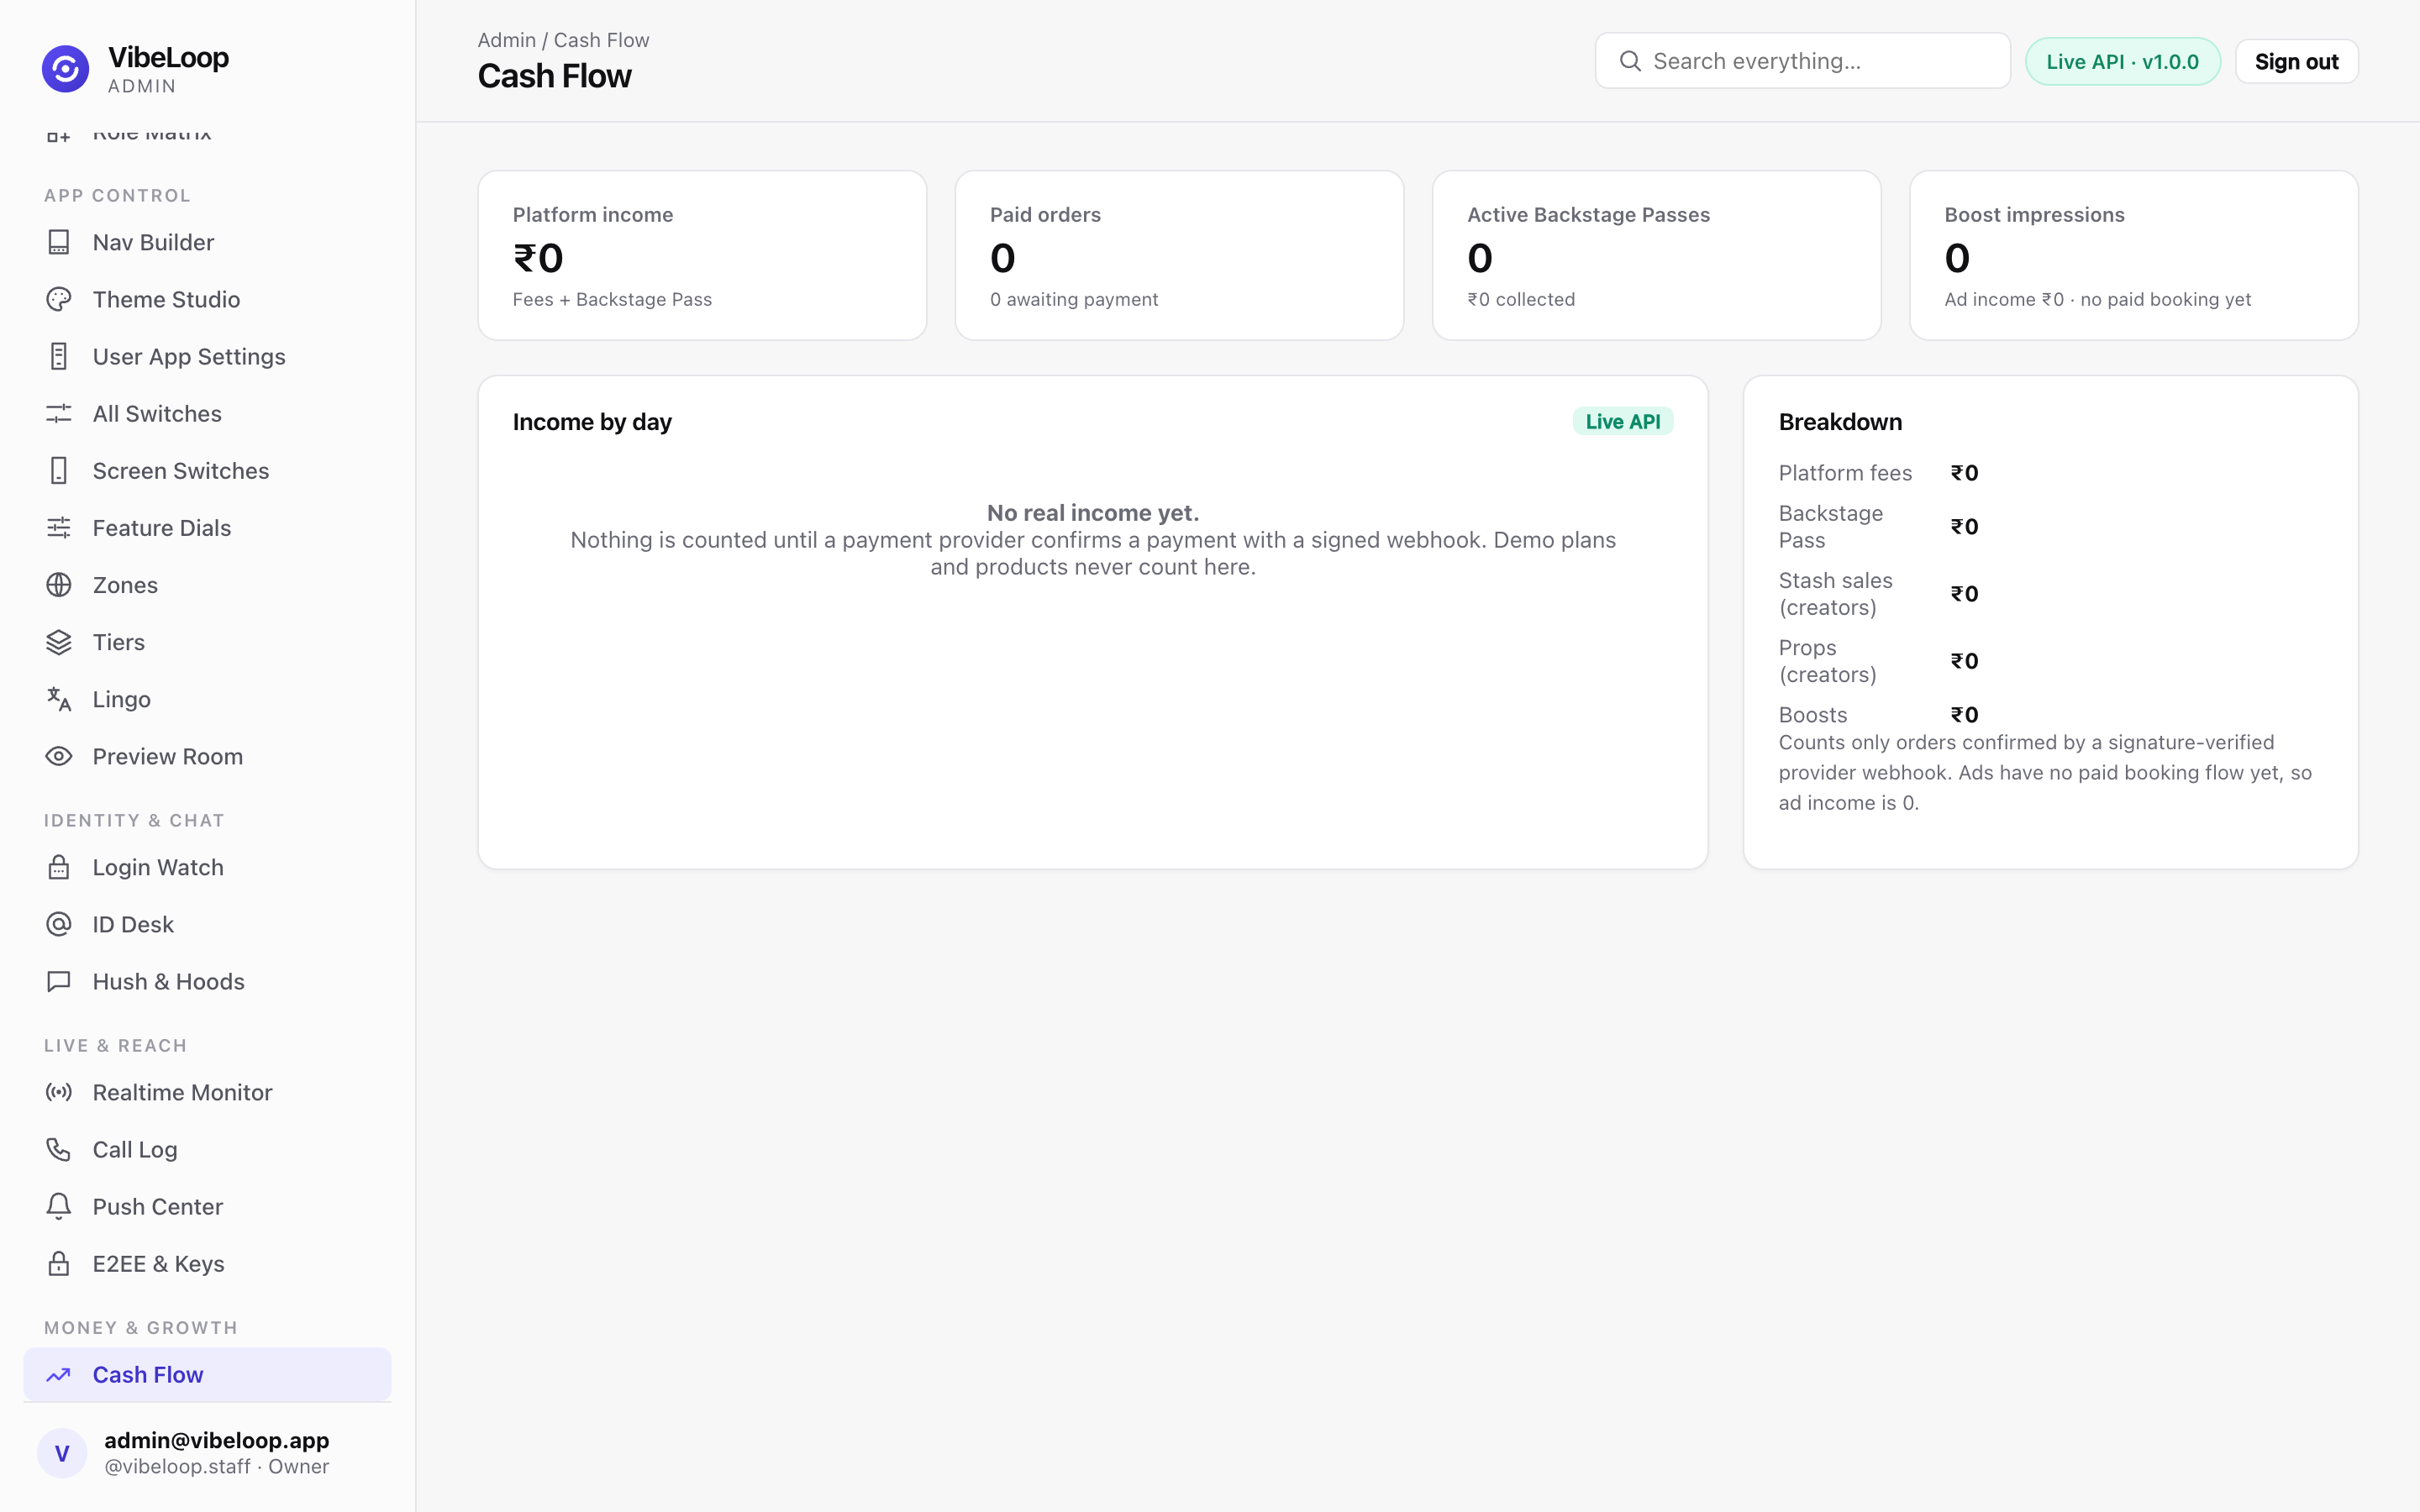 VibeLoop
ADMIN
Role Matrix
APP CONTROL
Nav Builder
Theme Studio
User App Settings
All Switches
Screen Switches
Feature Dials
Zones
Tiers
Lingo
Preview Room
IDENTITY & CHAT
Login Watch
ID Desk
Hush & Hoods
LIVE & REACH
Realtime Monitor
Call Log
Push Center
E2EE & Keys
MONEY & GROWTH
Cash Flow
V
admin@vibeloop.app
@vibeloop.staff · Owner
Admin / Cash Flow
Cash Flow
Search everything...
Live API · v1.0.0
Sign out
Platform income
₹0
Fees + Backstage Pass
Paid orders
0
0 awaiting payment
Active Backstage Passes
0
₹0 collected
Boost impressions
0
Ad income ₹0 · no paid booking yet
Income by day
Live API
No real income yet.
Nothing is counted until a payment provider confirms a payment with a signed webhook. Demo plans
and products never count here.
Breakdown
Platform fees ₹0
Backstage
Pass ₹0
Stash sales
(creators) ₹0
Props
(creators) ₹0
Boosts ₹0
Counts only orders confirmed by a signature-verified
provider webhook. Ads have no paid booking flow yet, so
ad income is 0.